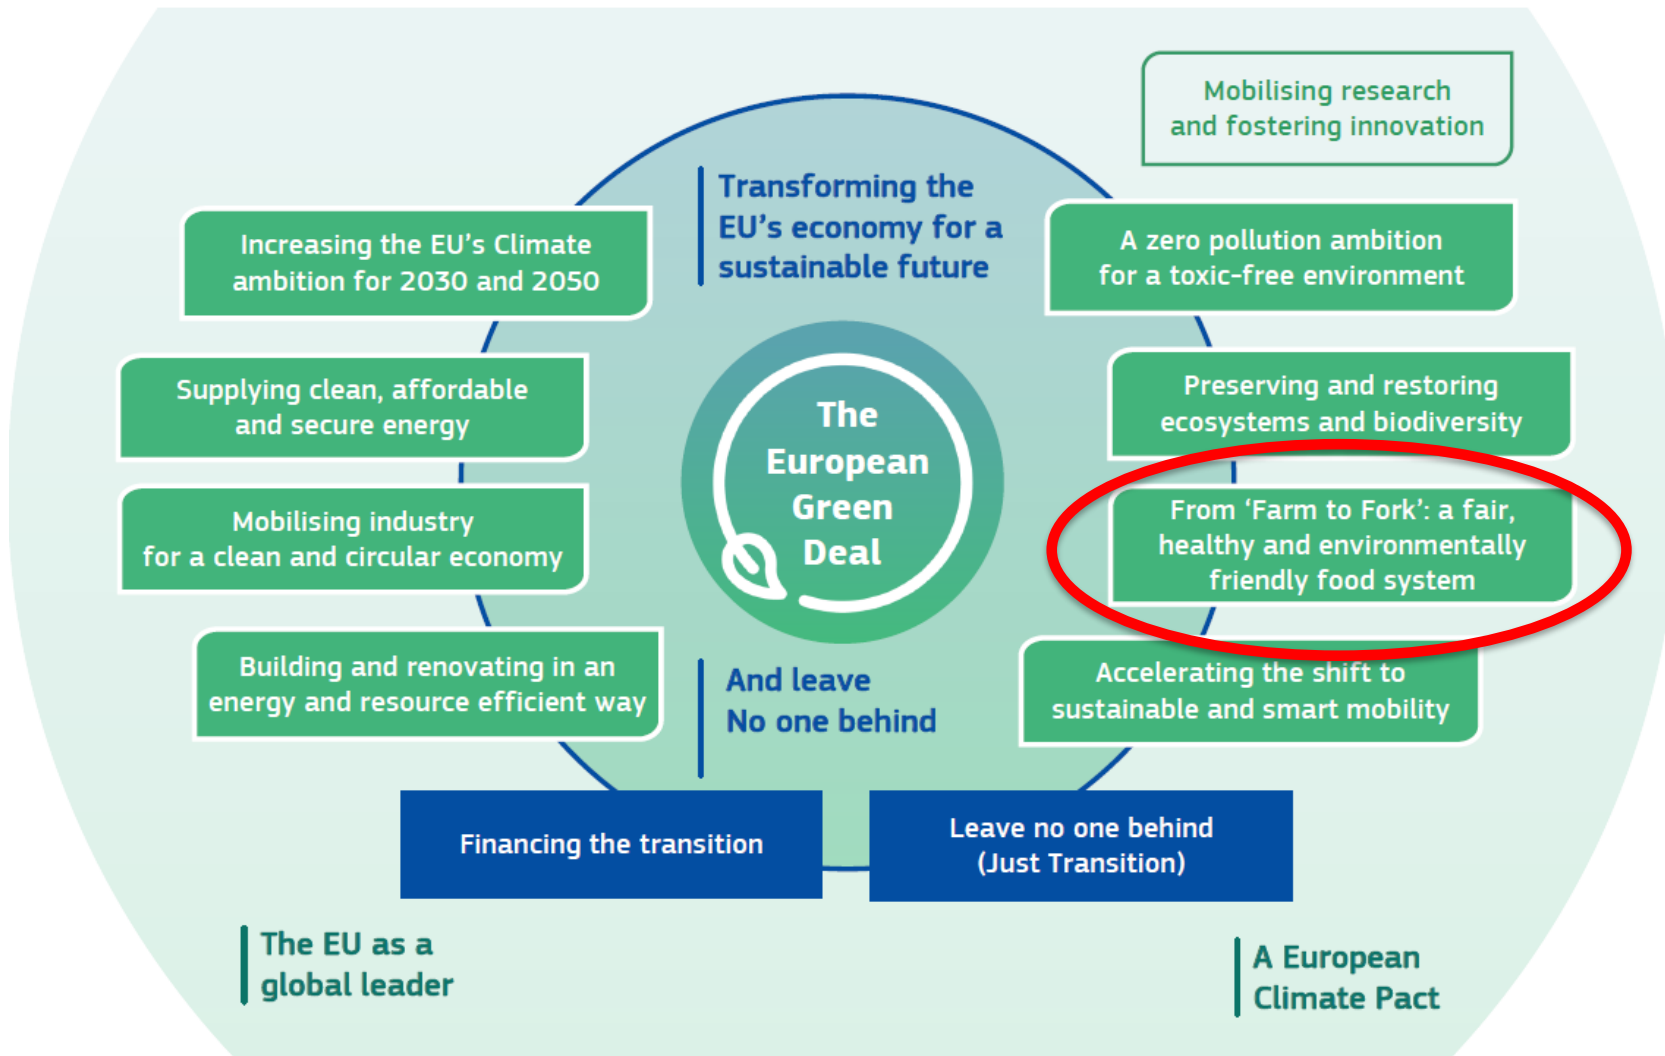 Mobilising research
and fostering innovation
Transforming the
EU's economy for a
sustainable future
Increasing the EU's Climate
ambition for 2030 and 2050
A zero pollution ambition
for a toxic-free environment
Supplying clean, affordable
and secure energy
Preserving and restoring
ecosystems and biodiversity
The
European
Green
Deal
Mobilising industry
for a clean and circular economy
From ‘Farm to Fork’: a fair,
healthy and environmentally
friendly food system
Building and renovating in an
energy and resource efficient way
Accelerating the shift to
sustainable and smart mobility
And leave
No one behind
Financing the transition
Leave no one behind
(Just Transition)
The EU as a
global leader
A European
Climate Pact